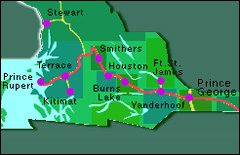 Stewart
Smithers
Terrace
Houston
Ft. St.
James
Prince
Rupert
Prince
George
Kitimat
Burns
Lake
Vanderhoof